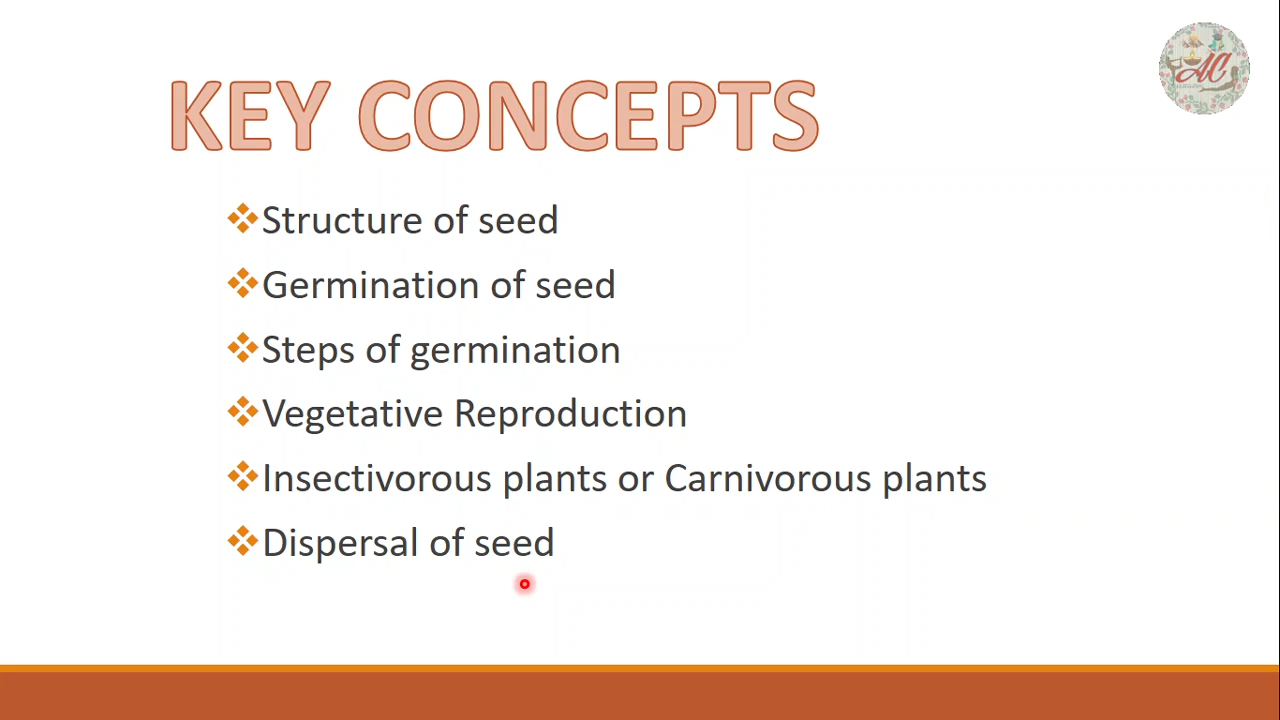 KEY CONCEPTS
AC
Structure of seed
Germination of seed
Steps of germination
Vegetative Reproduction
Insectivorous plants or Carnivorous plants
Dispersal of seed